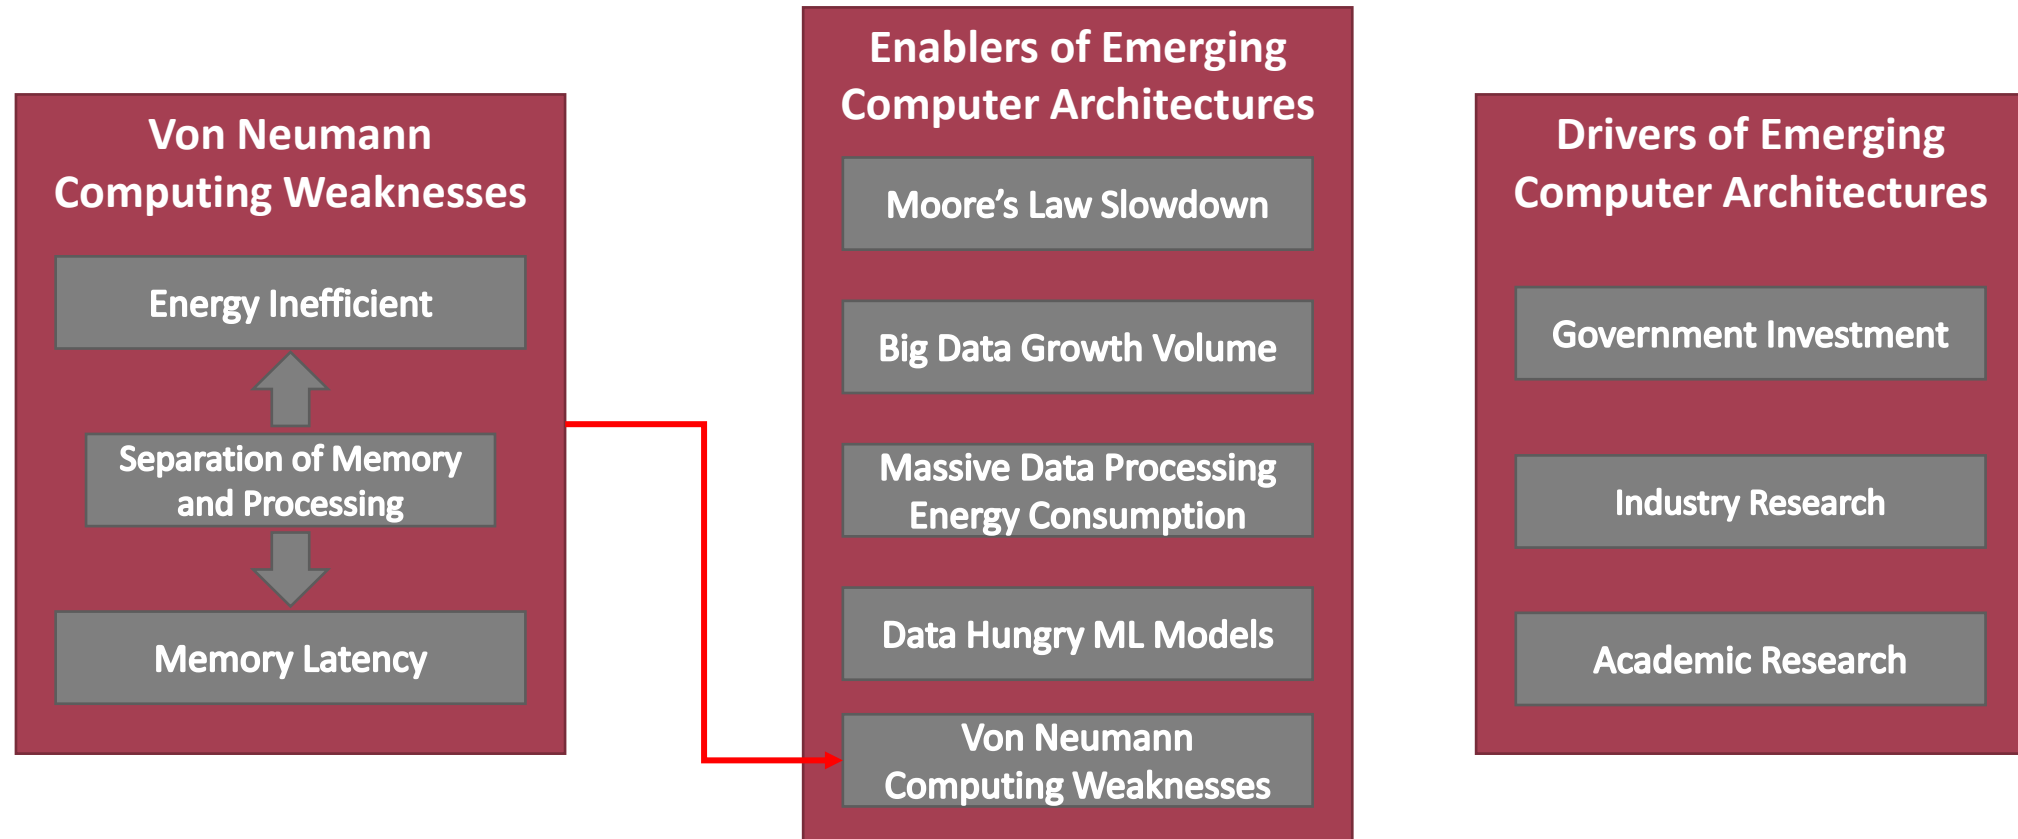 Von Neumann
Computing Weaknesses
Energy Inefficient
Separation of Memory
and Processing
Memory Latency
Enablers of Emerging
Computer Architectures
Moore’s Law Slowdown
Big Data Growth Volume
Massive Data Processing
Energy Consumption
Data Hungry ML Models
Von Neumann
Computing Weaknesses
Drivers of Emerging
Computer Architectures
Government Investment
Industry Research
Academic Research